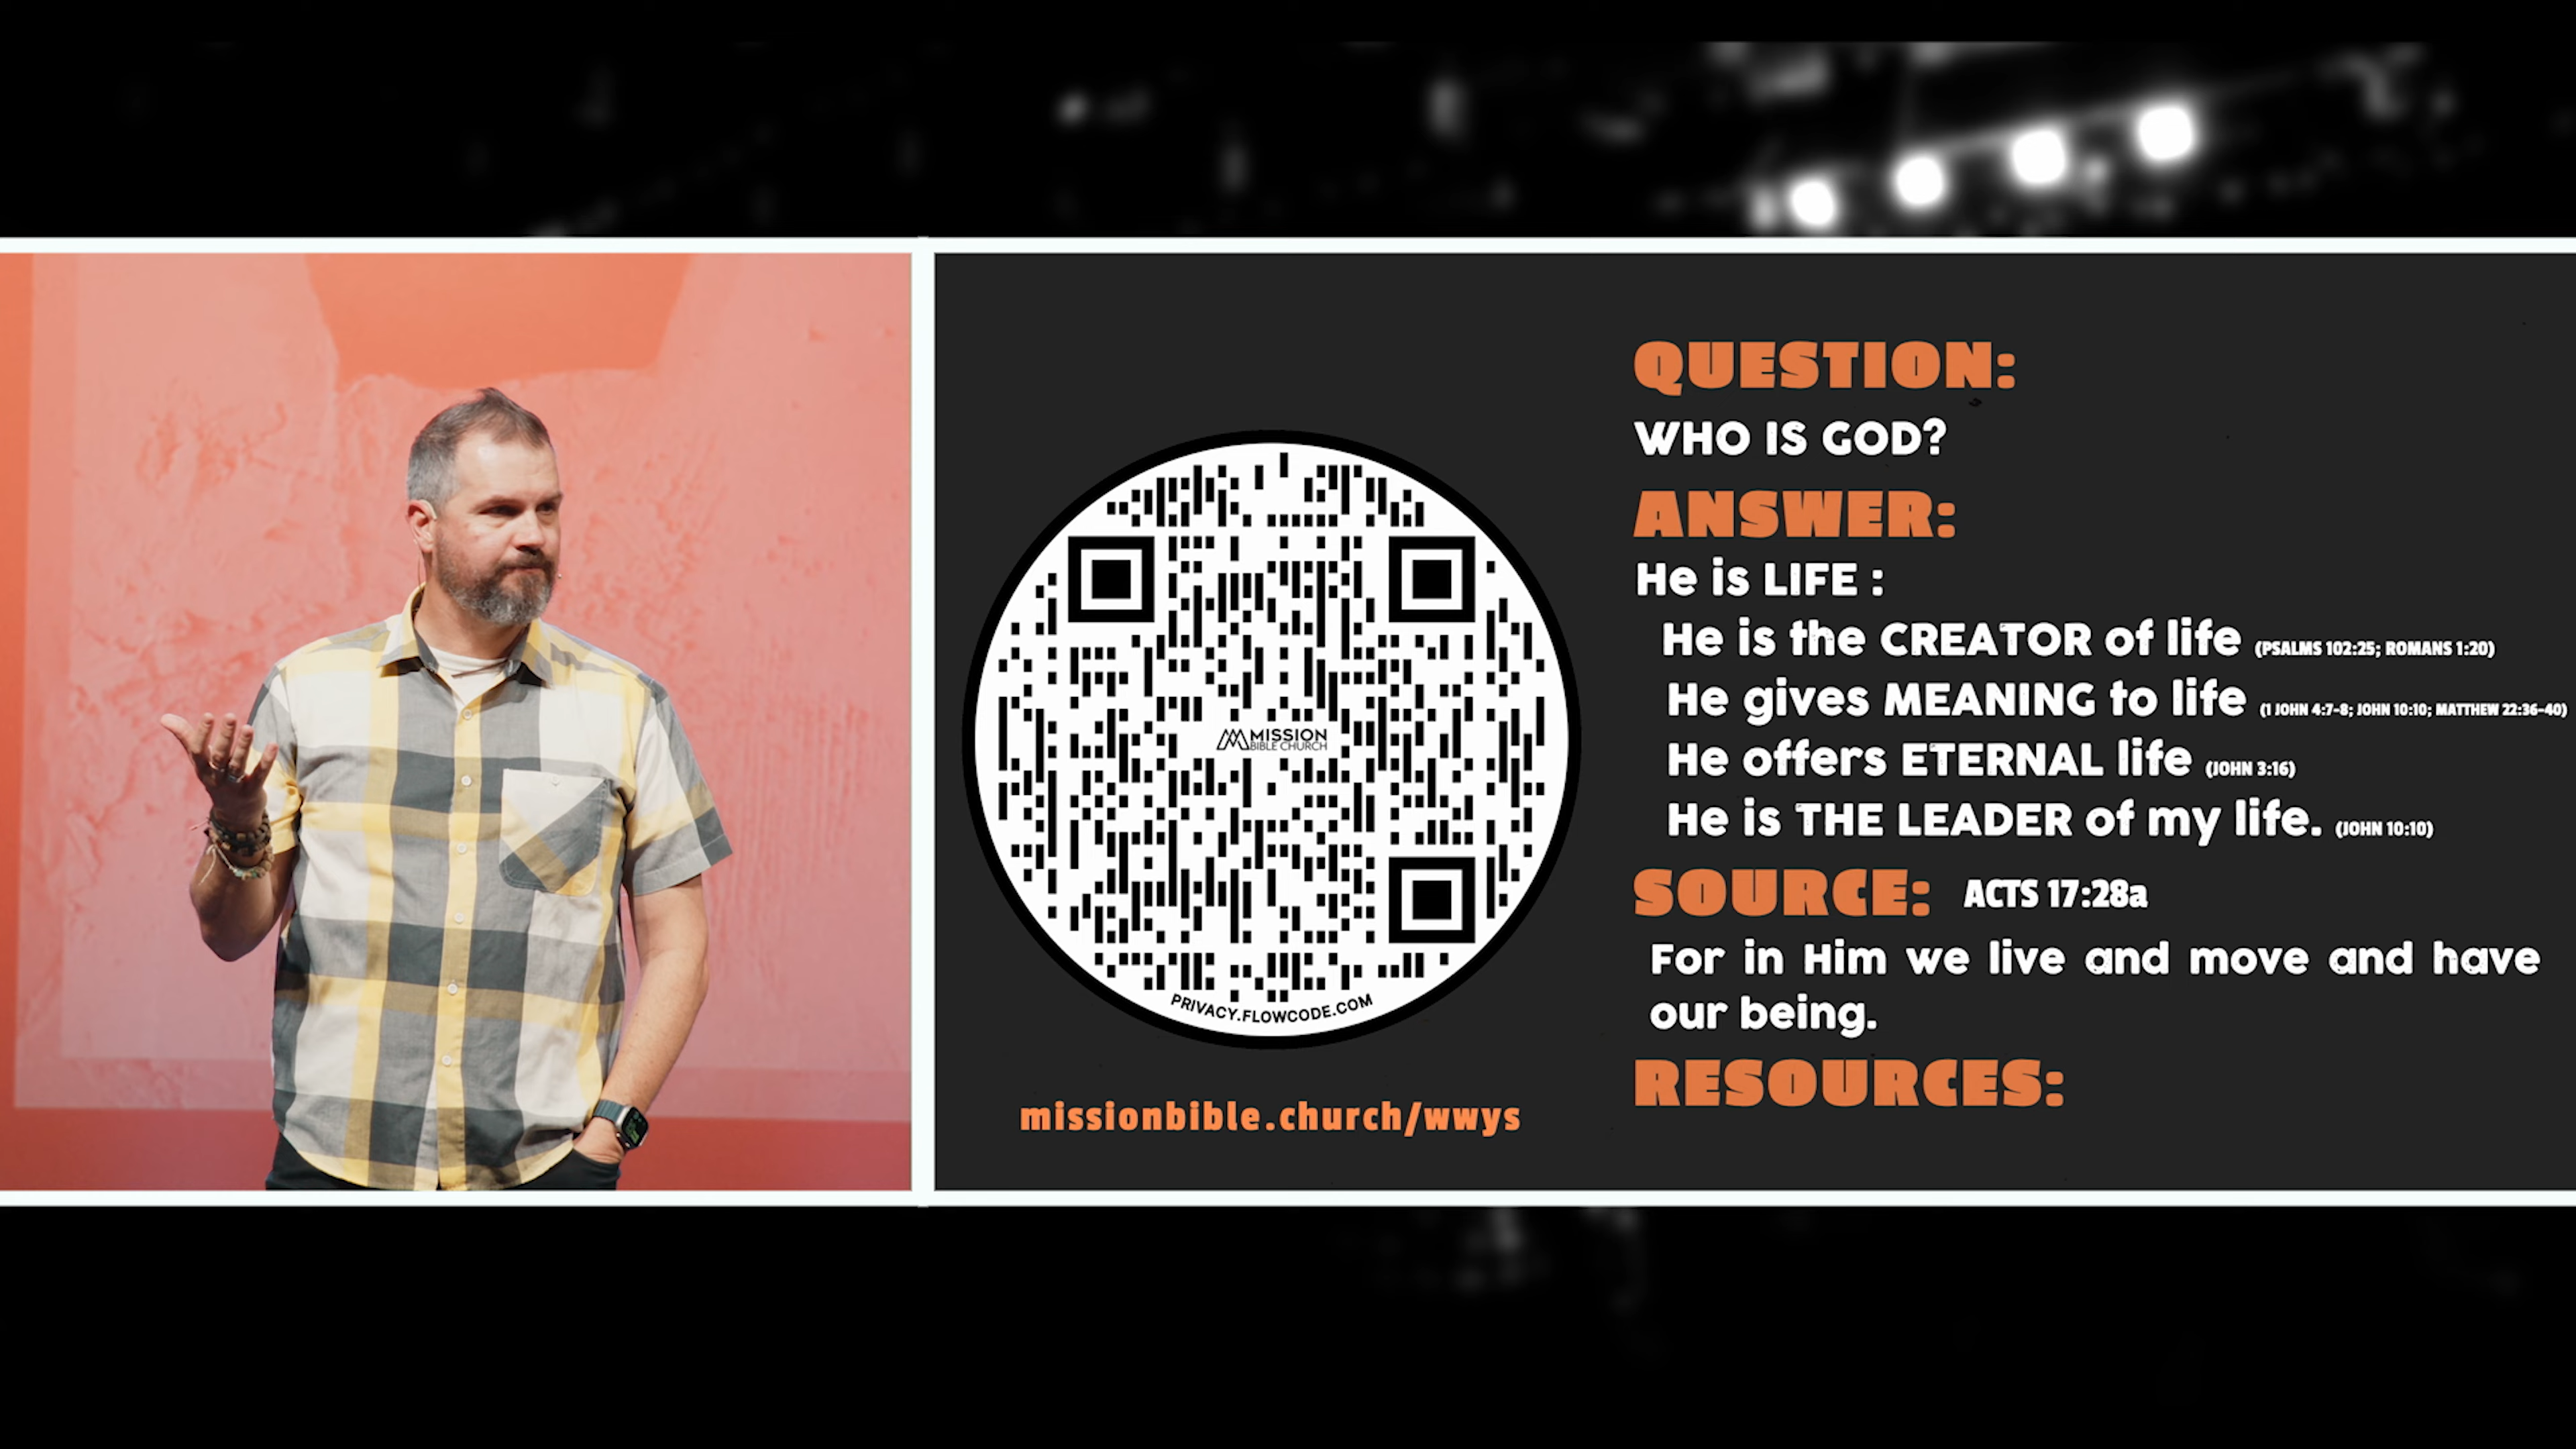 QUESTION:
WHO IS GOD?
ANSWER:
He is LIFE :
He is the CREATOR of life (PSALMS 102:25; ROMANS 1:20)
He gives MEANING to life (1 JOHN 4:7-8; JOHN 10:10; MATTHEW 22:36-40)
He offers ETERNAL life (JOHN 3:16)
He is THE LEADER of my life. (JOHN 10:10)
SOURCE: ACTS 17:28a
For in Him we live and move and have
our being.
RESOURCES:
MISSION
BIBLE CHURCH
PRIVACY.FLOWCODE.COM
missionbible.church/wwys